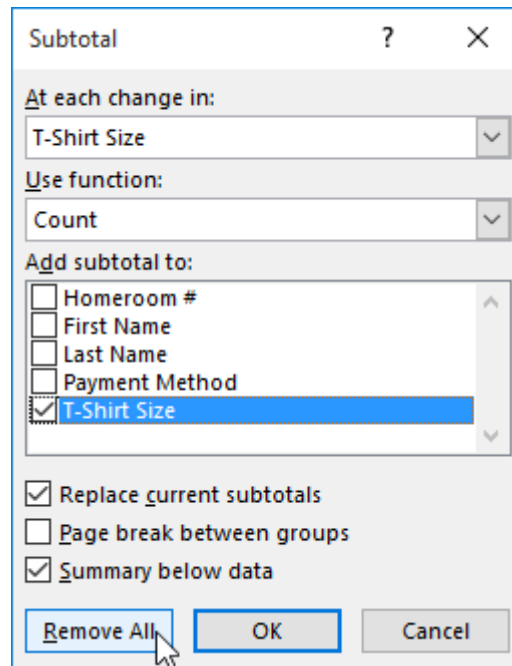 Subtotal ?
At each change in:
T-Shirt Size
Use function:
Count
Add subtotal to:
Homeroom #
First Name
Last Name
Payment Method
T-Shirt Size
Replace current subtotals
Page break between groups
Summary below data
Remove All OK Cancel